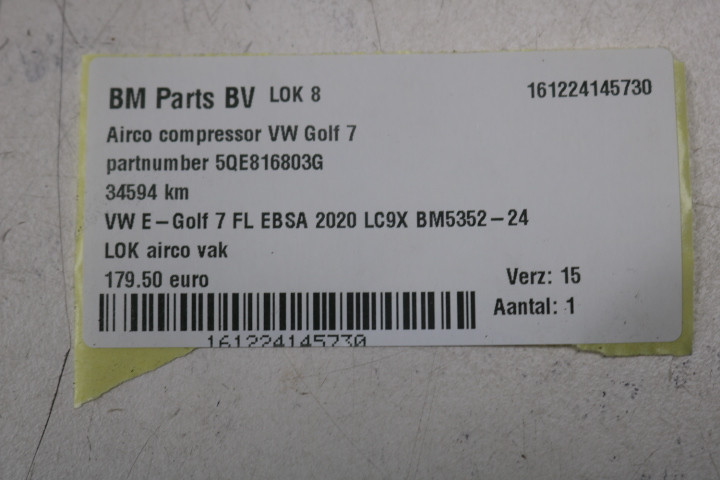 BM Parts BV LOK 8 161224145730
Airco compressor VW Golf 7
partnumber 5QE816803G
34594 km
VW E-Golf 7 FL EBSA 2020 LC9X BM5352-24
LOK airco vak
179.50 euro Verz: 15
Aantal: 1
161224145730